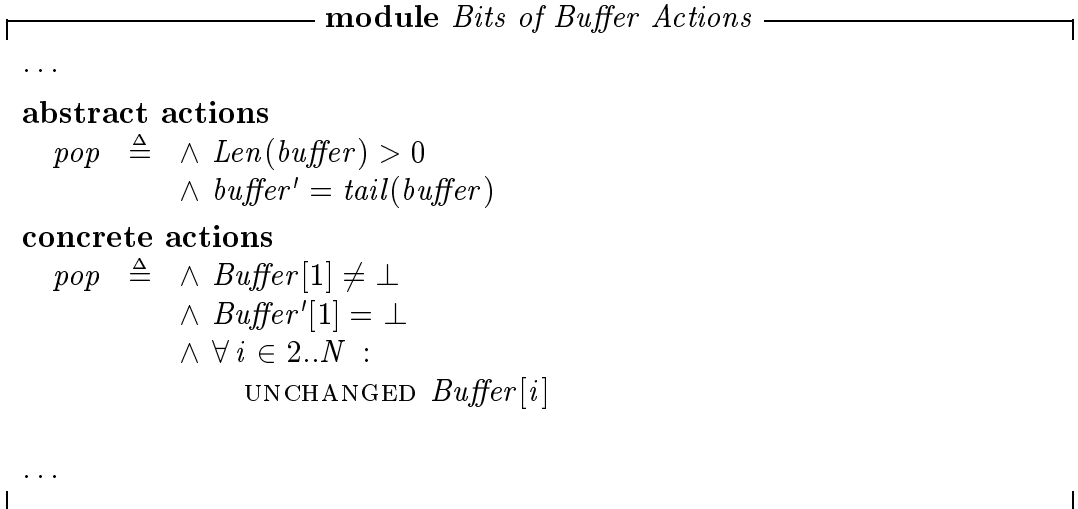 module Bits of Buffer Actions
...
abstract actions
pop ≜ ∧ Len(buffer) > 0
∧ buffer′ = tail(buffer)
concrete actions
pop ≜ ∧ Buffer[1] ≠ ⊥
∧ Buffer′[1] = ⊥
∧ ∀ i ∈ 2..N :
UNCHANGED Buffer[i]
...